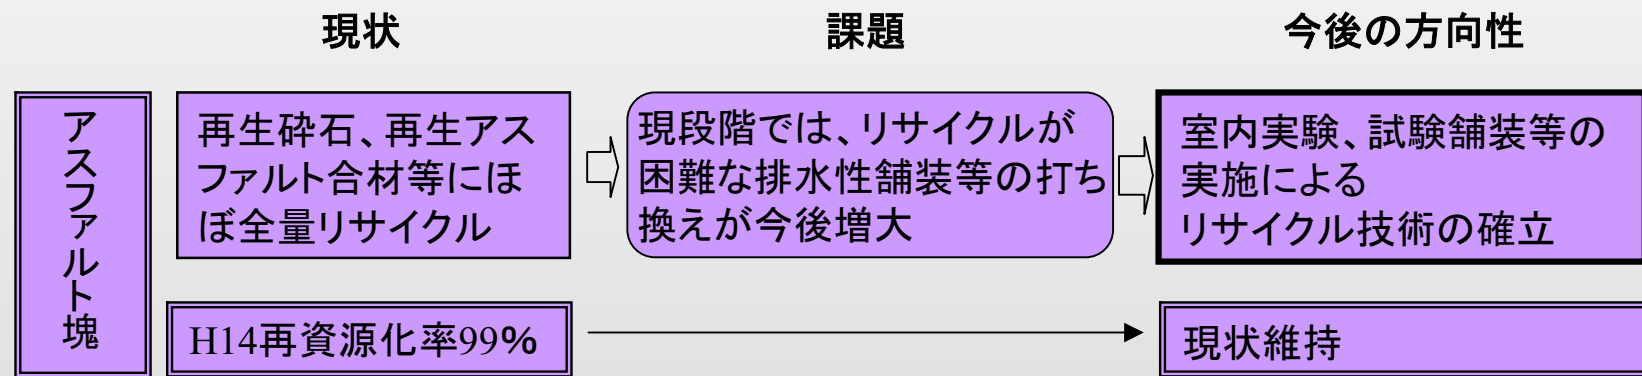 現状
課題
今後の方向性
アスファルト塊
再生砕石、再生アス
ファルト合材等にほ
ぼ全量リサイクル
現段階では、リサイクルが
困難な排水性舗装等の打ち
換えが今後増大
室内実験、試験舗装等の
実施による
リサイクル技術の確立
H14再資源化率99%
現状維持